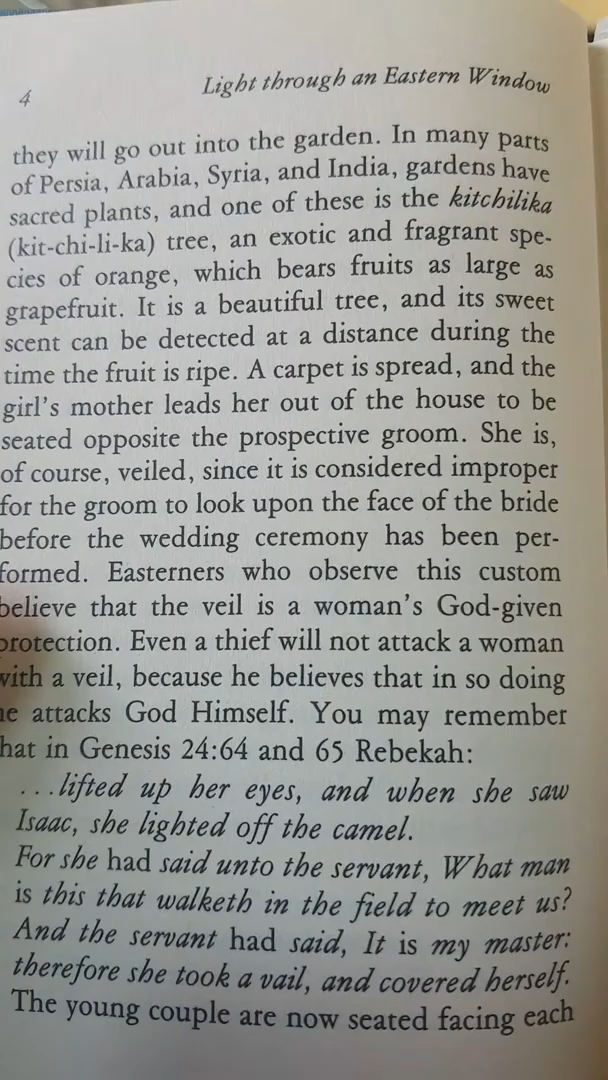 4
Light through an Eastern Window
they will go out into the garden. In many parts
of Persia, Arabia, Syria, and India, gardens have
sacred plants, and one of these is the kitchilika
(kit-chi-li-ka) tree, an exotic and fragrant spe-
cies of orange, which bears fruits as large as
grapefruit. It is a beautiful tree, and its sweet
scent can be detected at a distance during the
time the fruit is ripe. A carpet is spread, and the
girl's mother leads her out of the house to be
seated opposite the prospective groom. She is,
of course, veiled, since it is considered improper
for the groom to look upon the face of the bride
before the wedding ceremony has been per-
formed. Easterners who observe this custom
believe that the veil is a woman's God-given
protection. Even a thief will not attack a woman
with a veil, because he believes that in so doing
he attacks God Himself. You may remember
that in Genesis 24:64 and 65 Rebekah:
...lifted up her eyes, and when she saw
Isaac, she lighted off the camel.
For she had said unto the servant, What man
is this that walketh in the field to meet us?
And the servant had said, It is my master:
therefore she took a vail, and covered herself.
The young couple are now seated facing each